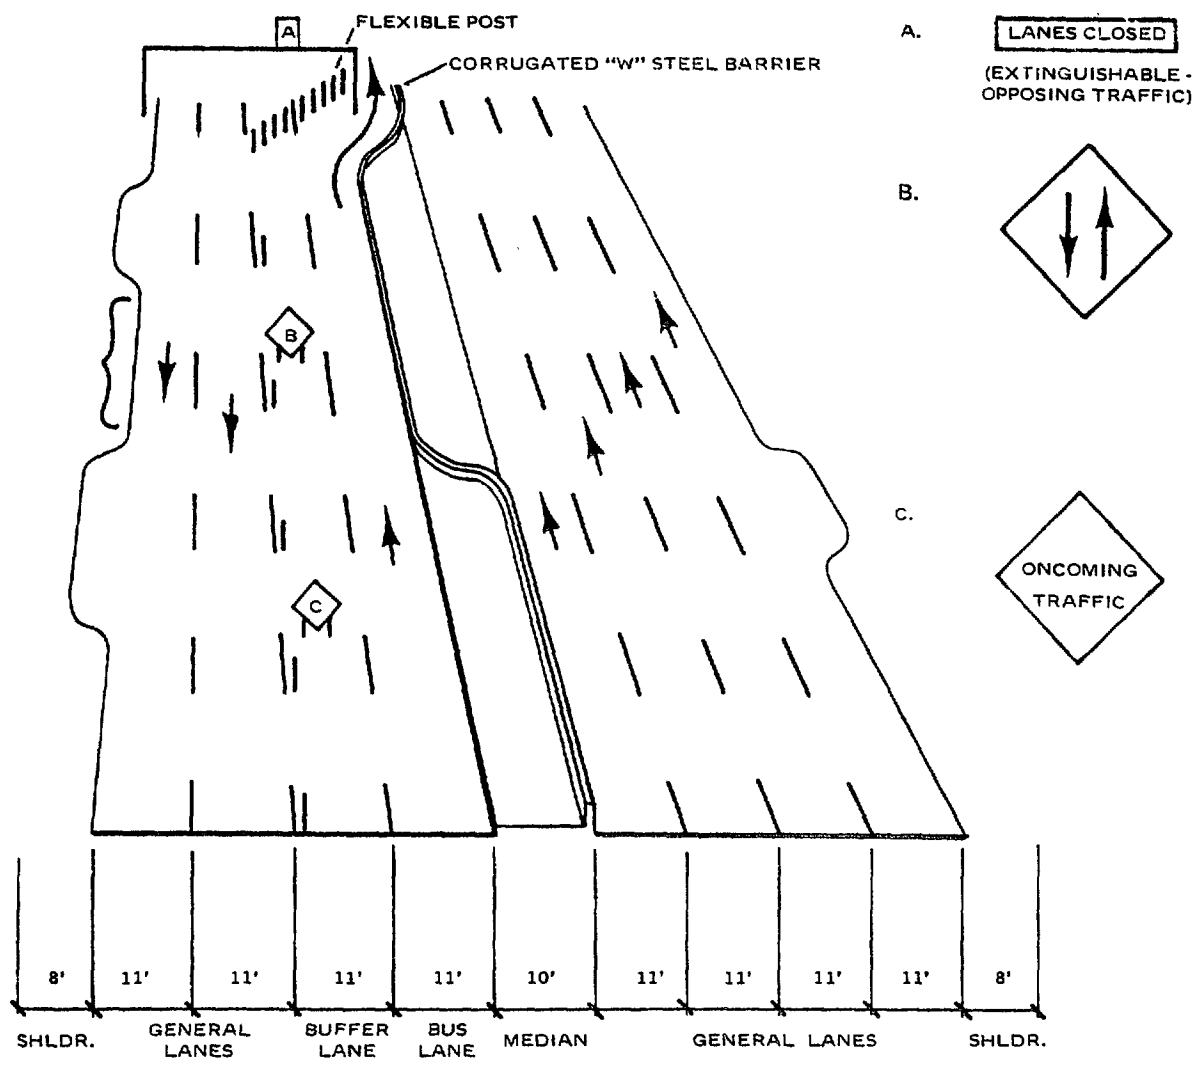 A
FLEXIBLE POST
CORRUGATED "W" STEEL BARRIER
A.
LANES CLOSED
(EXTINGUISHABLE -
OPPOSING TRAFFIC)
B.
B
C.
ONCOMING
TRAFFIC
C
8' 11' 11' 11' 11' 10' 11' 11' 11' 11' 8'
SHLDR. GENERAL LANES BUFFER LANE BUS LANE MEDIAN GENERAL LANES SHLDR.